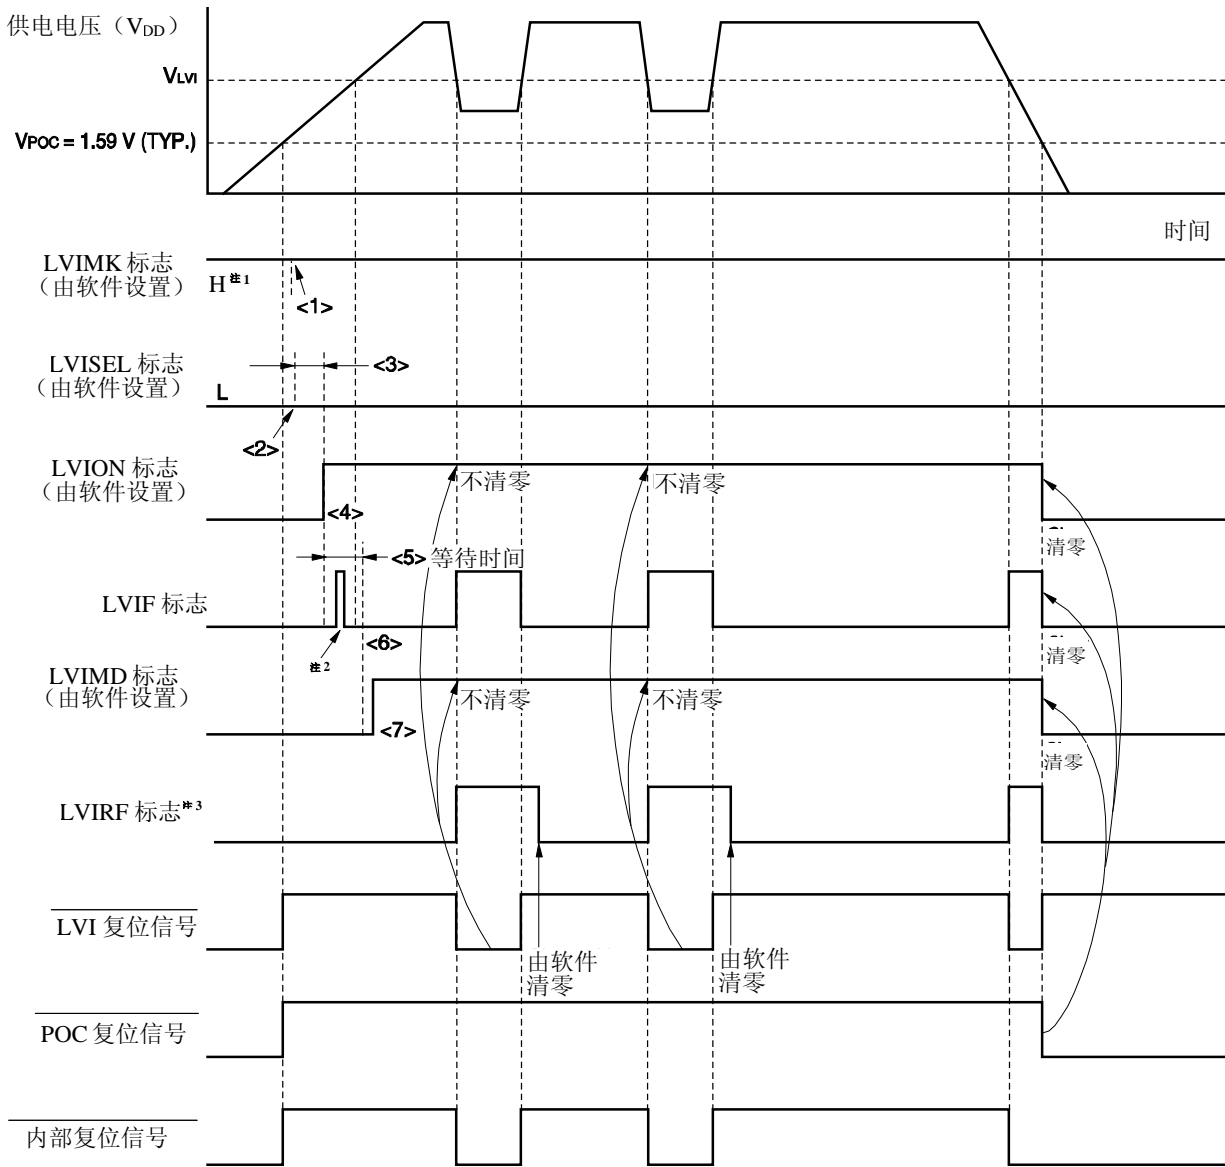 供电电压（VDD）
VLVI
VPOC = 1.59 V (TYP.)
时间
LVIMK 标志
（由软件设置）
H注1
<1>
LVISEL 标志
（由软件设置）
<3>
L
<2>
LVION 标志
（由软件设置）
不清零
不清零
<4>
清零
<5> 等待时间
LVIF 标志
注2
<6>
清零
LVIMD 标志
（由软件设置）
不清零
不清零
<7>
清零
LVIRF 标志注3
LVI 复位信号
由软件
清零
由软件
清零
POC 复位信号
内部复位信号